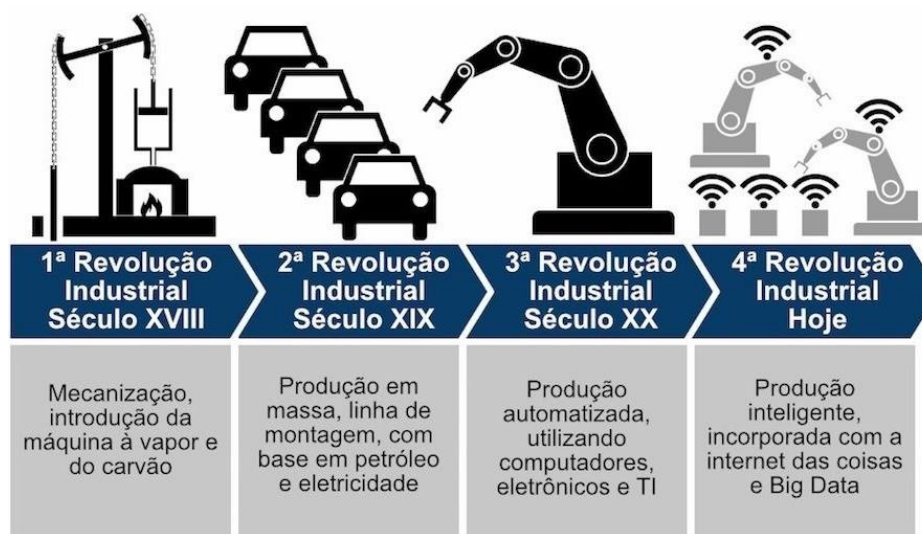 1ª Revolução
Industrial
Século XVIII
2ª Revolução
Industrial
Século XIX
3ª Revolução
Industrial
Século XX
4ª Revolução
Industrial
Hoje
Mecanização,
introdução da
máquina à vapor e
do carvão
Produção em
massa, linha de
montagem, com
base em petróleo
e eletricidade
Produção
automatizada,
utilizando
computadores,
eletrônicos e TI
Produção
inteligente,
incorporada com a
internet das coisas
e Big Data